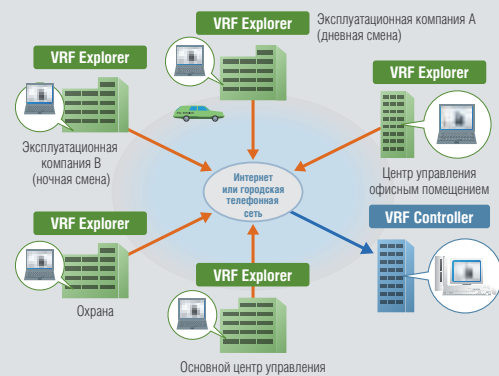 VRF Explorer
Эксплуатационная компания А
(дневная смена)
VRF Explorer
Эксплуатационная
компания В
(ночная смена)
VRF Explorer
Центр управления
офисным помещением
Интернет
или городская
телефонная
сеть
VRF Explorer
Охрана
VRF Controller
VRF Explorer
Основной центр управления